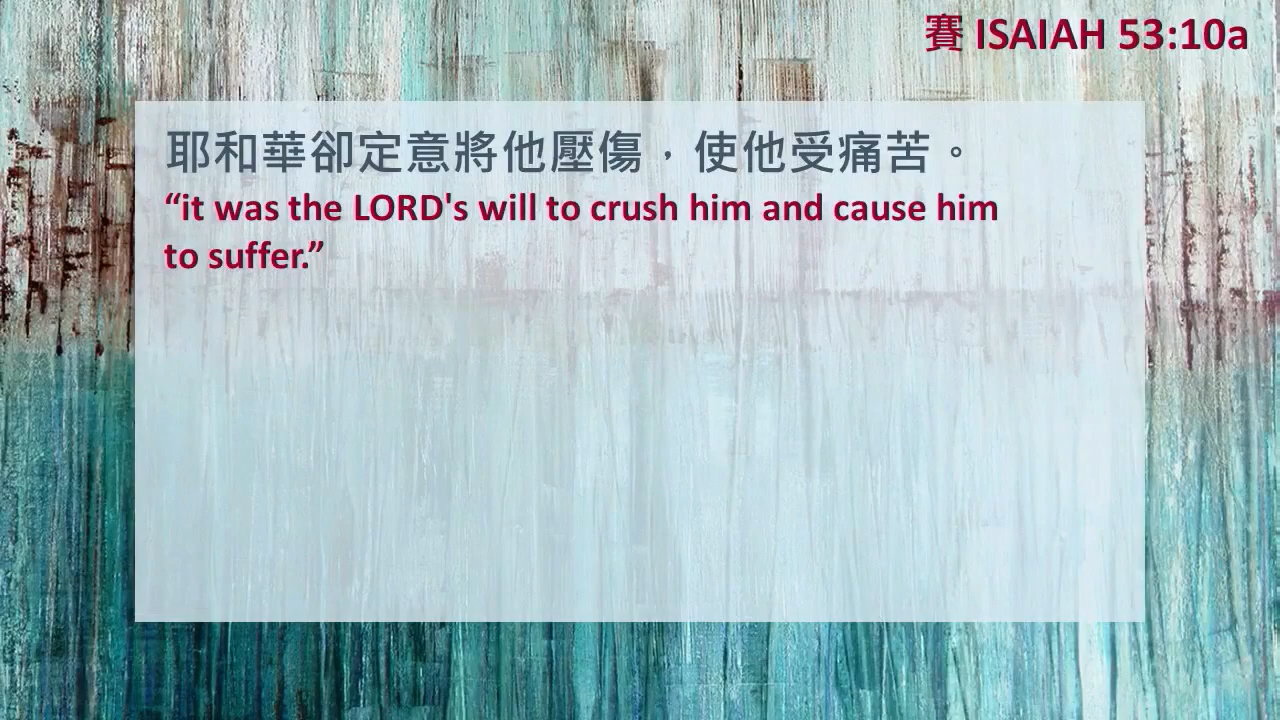 賽 ISAIAH 53:10a
耶和華卻定意將他壓傷，使他受痛苦。
“it was the LORD's will to crush him and cause him
to suffer.”